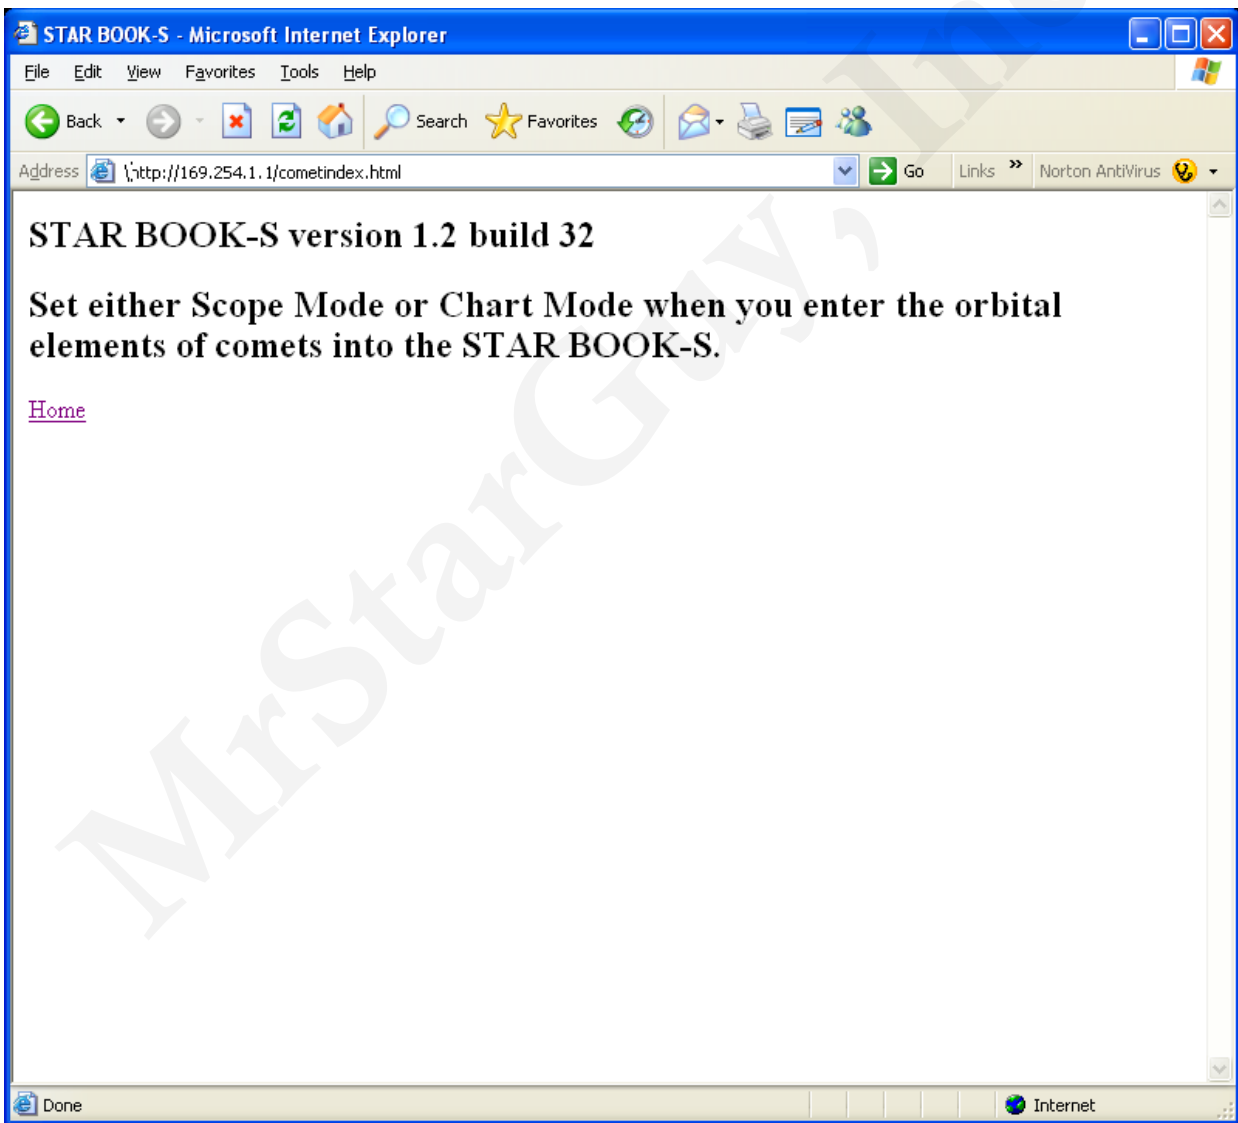 STAR BOOK-S - Microsoft Internet Explorer
File Edit View Favorites Tools Help
Back Search Favorites
Address \http://169.254.1.1/cometindex.html Go Links » Norton AntiVirus
STAR BOOK-S version 1.2 build 32
Set either Scope Mode or Chart Mode when you enter the orbital
elements of comets into the STAR BOOK-S.
Home
MrStarGuy, Inc
Done Internet